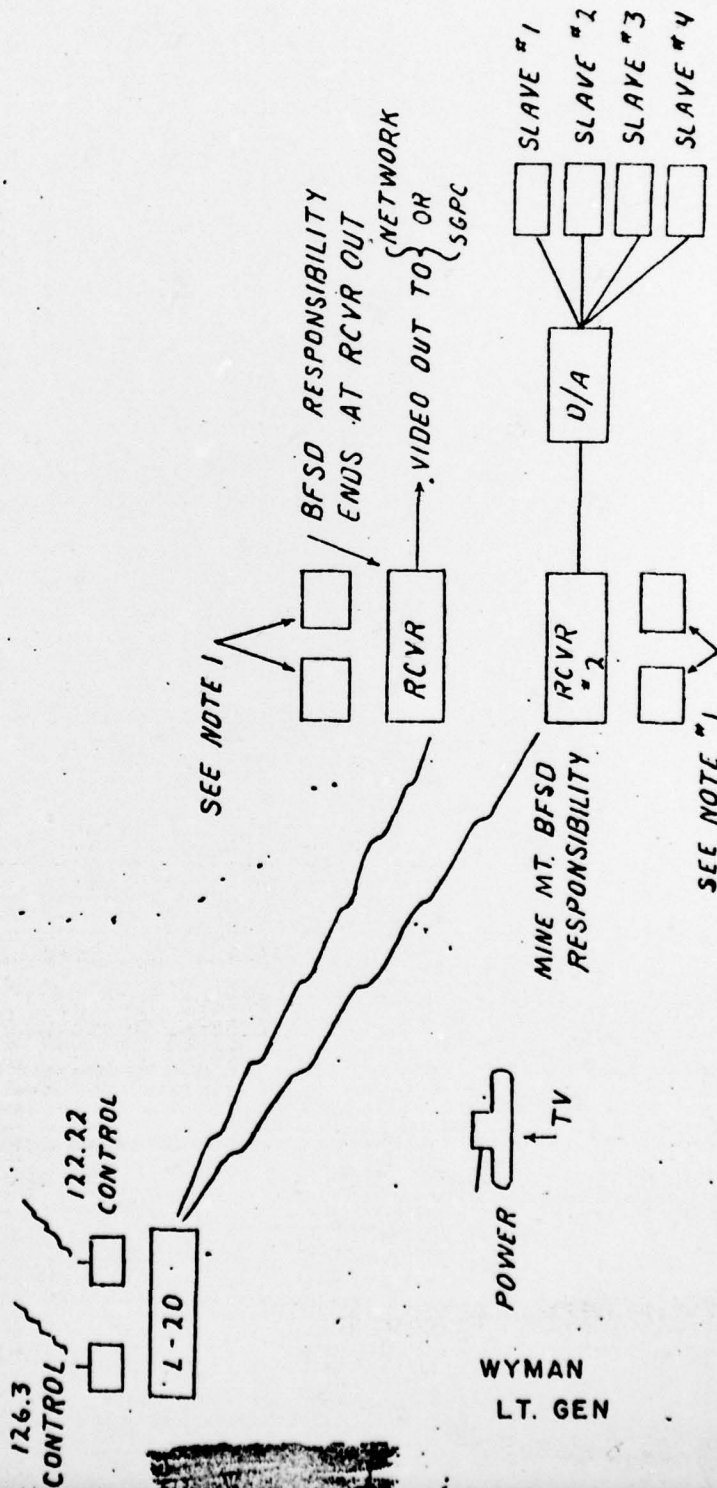 126.3
CONTROL
122.22
CONTROL
L-20
SEE NOTE 1
BFSD RESPONSIBILITY
ENDS AT RCVR OUT
RCVR
VIDEO OUT TO
NETWORK
OR
SGPC
POWER
TV
MINE MT. BFSD
RESPONSIBILITY
RCVR
#2
D/A
SLAVE #1
SLAVE #2
SLAVE #3
SLAVE #4
SEE NOTE #1
WYMAN
LT. GEN